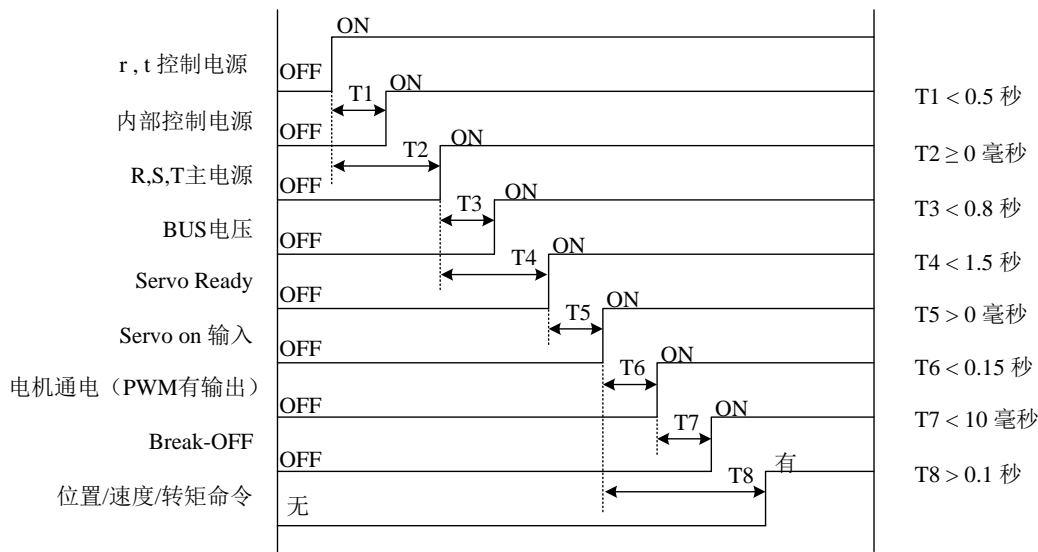 ON
r , t 控制电源
OFF
T1
ON
T1 < 0.5 秒
内部控制电源
OFF
T2
ON
T2 ≥ 0 毫秒
R,S,T主电源
OFF
T3
ON
T3 < 0.8 秒
BUS电压
OFF
T4
ON
T4 < 1.5 秒
Servo Ready
OFF
T5
ON
T5 > 0 毫秒
Servo on 输入
OFF
T6
ON
T6 < 0.15 秒
电机通电（PWM有输出）
OFF
T7
ON
T7 < 10 毫秒
Break-OFF
OFF
T8
有
T8 > 0.1 秒
位置/速度/转矩命令
无